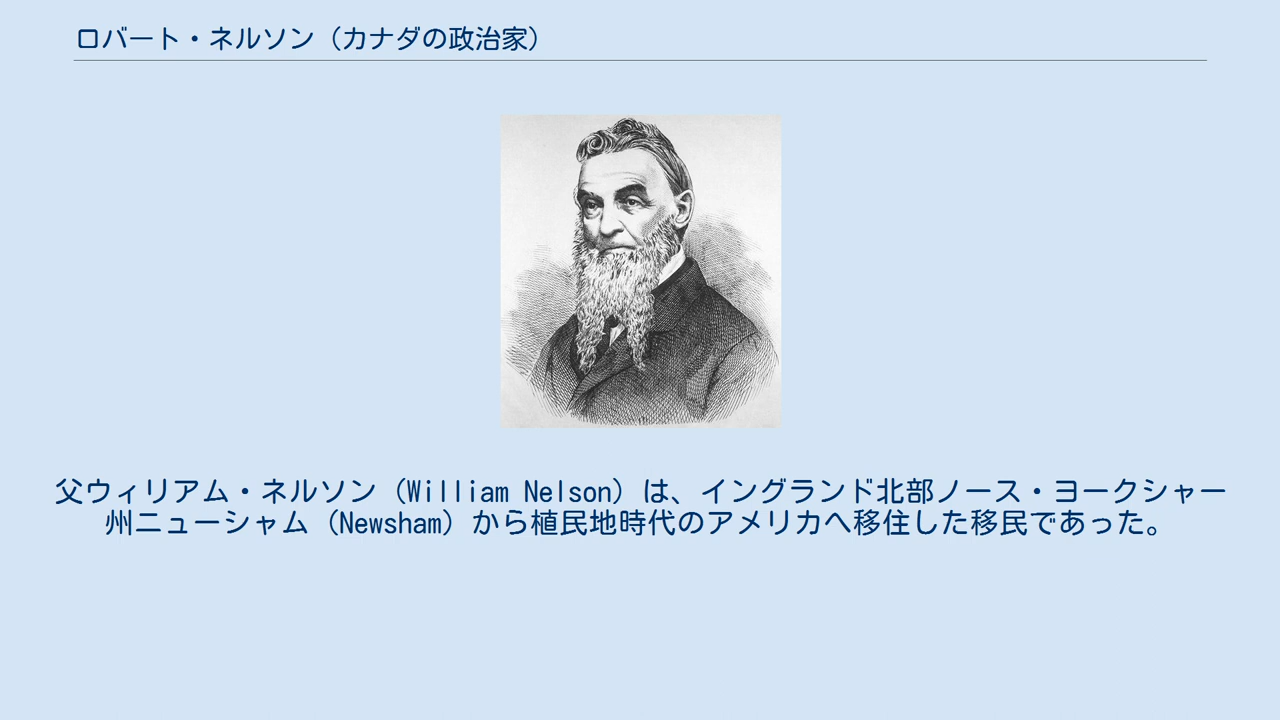 ロバート・ネルソン（カナダの政治家）
父ウィリアム・ネルソン（William Nelson）は、イングランド北部ノース・ヨークシャー
州ニューシャム（Newsham）から植民地時代のアメリカへ移住した移民であった。